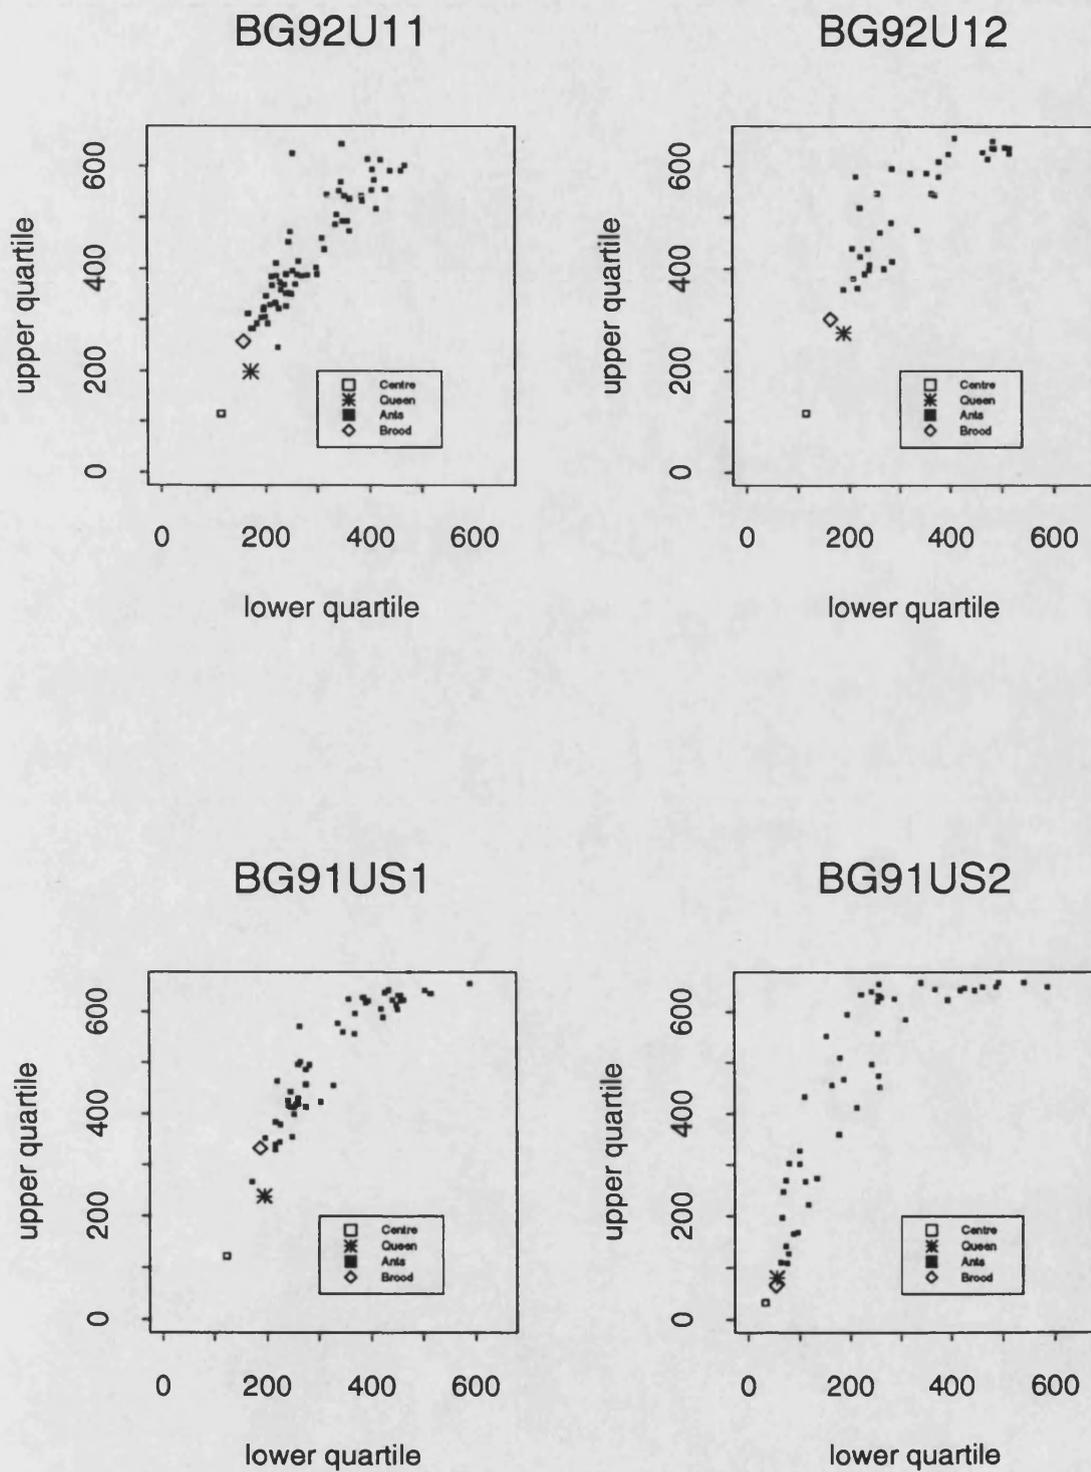 BG92U11
BG92U12
upper quartile
0 200 400 600
Centre
Queen
Ants
Brood
0 200 400 600
lower quartile
upper quartile
0 200 400 600
Centre
Queen
Ants
Brood
0 200 400 600
lower quartile
BG91US1
BG91US2
upper quartile
0 200 400 600
Centre
Queen
Ants
Brood
0 200 400 600
lower quartile
upper quartile
0 200 400 600
Centre
Queen
Ants
Brood
0 200 400 600
lower quartile